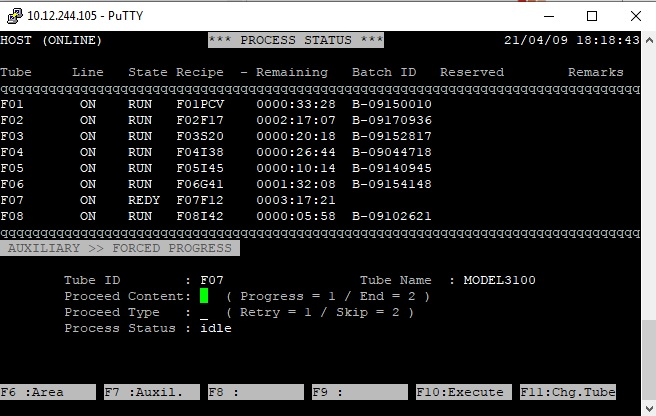 10.12.244.105 - PuTTY
HOST (ONLINE) *** PROCESS STATUS *** 21/04/09 18:18:43
Tube Line State Recipe - Remaining Batch ID Reserved Remarks
qqqqqqqqqqqqqqqqqqqqqqqqqqqqqqqqqqqqqqqqqqqqqqqqqqqqqqqqqqqqqqqqqqqqqqqqqqqqqqqq
F01 ON RUN F01PCV 0000:33:28 B-09150010
F02 ON RUN F02F17 0002:17:07 B-09170936
F03 ON RUN F03S20 0000:20:18 B-09152817
F04 ON RUN F04I38 0000:26:44 B-09044718
F05 ON RUN F05I45 0000:10:14 B-09140945
F06 ON RUN F06G41 0001:32:08 B-09154148
F07 ON REDY F07F12 0003:17:21
F08 ON RUN F08I42 0000:05:58 B-09102621
qqqqqqqqqqqqqqqqqqqqqqqqqqqqqqqqqqqqqqqqqqqqqqqqqqqqqqqqqqqqqqqqqqqqqqqqqqqqqqqq
AUXILIARY >> FORCED PROGRESS
Tube ID : F07 Tube Name : MODEL3100
Proceed Content: ( Progress = 1 / End = 2 )
Proceed Type : _ ( Retry = 1 / Skip = 2 )
Process Status : idle
F6 :Area F7 :Auxil. F8 : F9 : F10:Execute F11:Chg.Tube